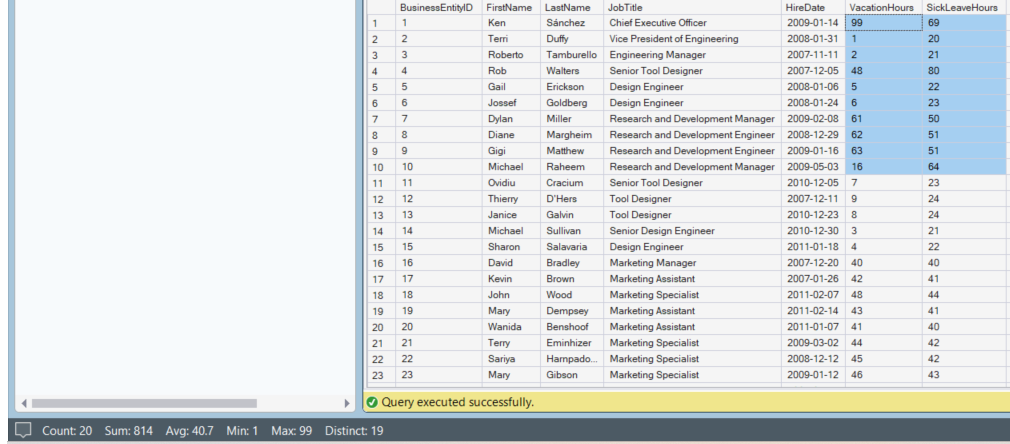 BusinessEntityID FirstName LastName JobTitle HireDate VacationHours SickLeaveHours
1 1 Ken Sánchez Chief Executive Officer 2009-01-14 99 69
2 2 Terri Duffy Vice President of Engineering 2008-01-31 1 20
3 3 Roberto Tamburello Engineering Manager 2007-11-11 2 21
4 4 Rob Walters Senior Tool Designer 2007-12-05 48 80
5 5 Gail Erickson Design Engineer 2008-01-06 5 22
6 6 Jossef Goldberg Design Engineer 2008-01-24 6 23
7 7 Dylan Miller Research and Development Manager 2009-02-08 61 50
8 8 Diane Margheim Research and Development Engineer 2008-12-29 62 51
9 9 Gigi Matthew Research and Development Engineer 2009-01-16 63 51
10 10 Michael Raheem Research and Development Manager 2009-05-03 16 64
11 11 Ovidiu Cracium Senior Tool Designer 2010-12-05 7 23
12 12 Thierry D'Hers Tool Designer 2007-12-11 9 24
13 13 Janice Galvin Tool Designer 2010-12-23 8 24
14 14 Michael Sullivan Senior Design Engineer 2010-12-30 3 21
15 15 Sharon Salavaria Design Engineer 2011-01-18 4 22
16 16 David Bradley Marketing Manager 2007-12-20 40 40
17 17 Kevin Brown Marketing Assistant 2007-01-26 42 41
18 18 John Wood Marketing Specialist 2011-02-07 48 44
19 19 Mary Dempsey Marketing Assistant 2011-02-14 43 41
20 20 Wanida Benshoof Marketing Assistant 2011-01-07 41 40
21 21 Terry Eminhizer Marketing Specialist 2009-03-02 44 42
22 22 Sariya Hampado... Marketing Specialist 2008-12-12 45 42
23 23 Mary Gibson Marketing Specialist 2009-01-12 46 43
Query executed successfully.
Count: 20 Sum: 814 Avg: 40.7 Min: 1 Max: 99 Distinct: 19